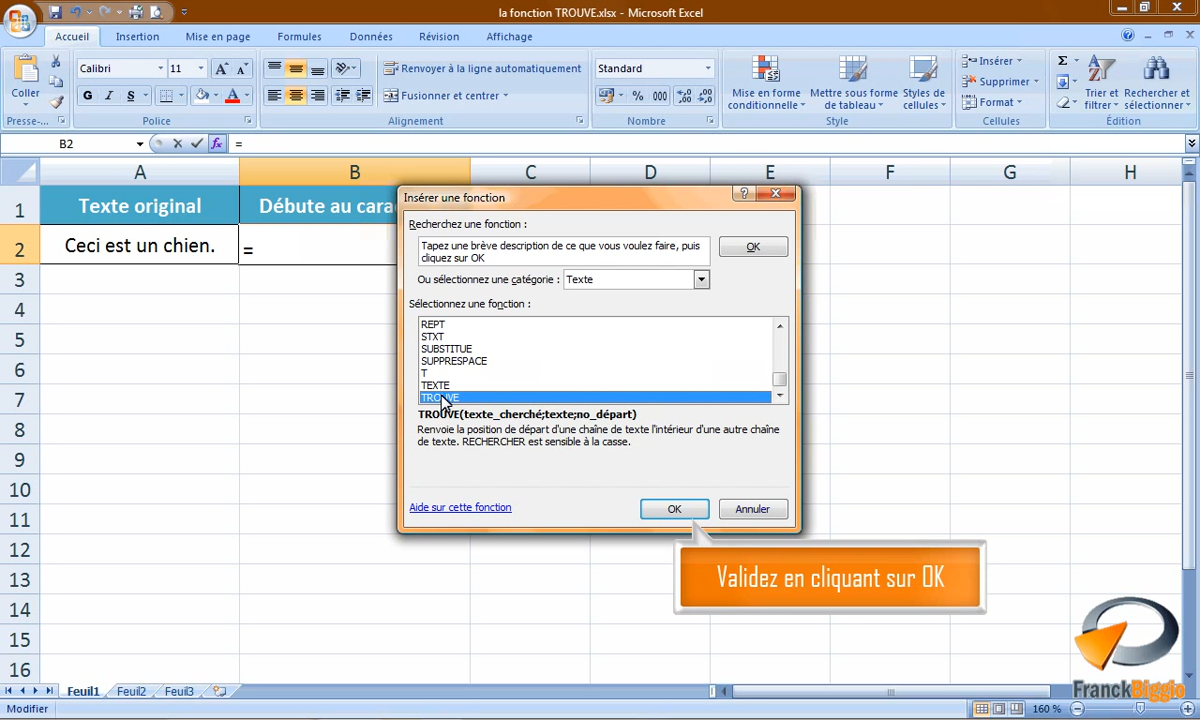 la fonction TROUVE.xlsx - Microsoft Excel
Accueil Insertion Mise en page Formules Données Révision Affichage
Coller
Calibri 11
G I S
Renvoyer à la ligne automatiquement
Fusionner et centrer
Standard
% 000
Mise en forme conditionnelle
Mettre sous forme de tableau
Styles de cellules
Insérer
Supprimer
Format
Σ
Trier et filtrer
Rechercher et sélectionner
Presse-... Police Alignement Nombre Style Cellules Édition
B2 fx =
A B C D E F G H
1 Texte original Débute au cara
2 Ceci est un chien. =
3
4
5
6
7
8
9
10
11
12
13
14
15
16
Insérer une fonction
Recherchez une fonction :
Tapez une brève description de ce que vous voulez faire, puis
cliquez sur OK
OK
Ou sélectionnez une catégorie : Texte
Sélectionnez une fonction :
REPT
STXT
SUBSTITUE
SUPPRESPACE
T
TEXTE
TROUVE
TROUVE(texte_cherché;texte;no_départ)
Renvoie la position de départ d'une chaîne de texte l'intérieur d'une autre chaîne
de texte. RECHERCHER est sensible à la casse.
Aide sur cette fonction
OK Annuler
Validez en cliquant sur OK
FranckBiggio
Feuil1 Feuil2 Feuil3
Modifier 160 %